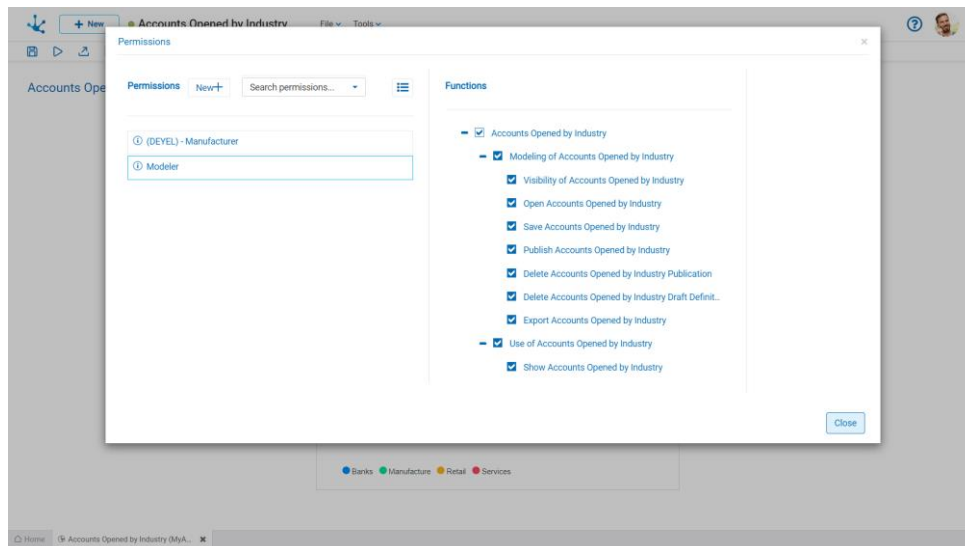 + New
Accounts Opened by Industry
File
Tools
Permissions
×
Accounts Ope
Permissions
New+
Search permissions...
Functions
(DEYEL) - Manufacturer
Modeler
Accounts Opened by Industry
Modeling of Accounts Opened by Industry
Visibility of Accounts Opened by Industry
Open Accounts Opened by Industry
Save Accounts Opened by Industry
Publish Accounts Opened by Industry
Delete Accounts Opened by Industry Publication
Delete Accounts Opened by Industry Draft Definit..
Export Accounts Opened by Industry
Use of Accounts Opened by Industry
Show Accounts Opened by Industry
Close
Banks Manufacture Retail Services
Home
Accounts Opened by Industry (MyA..